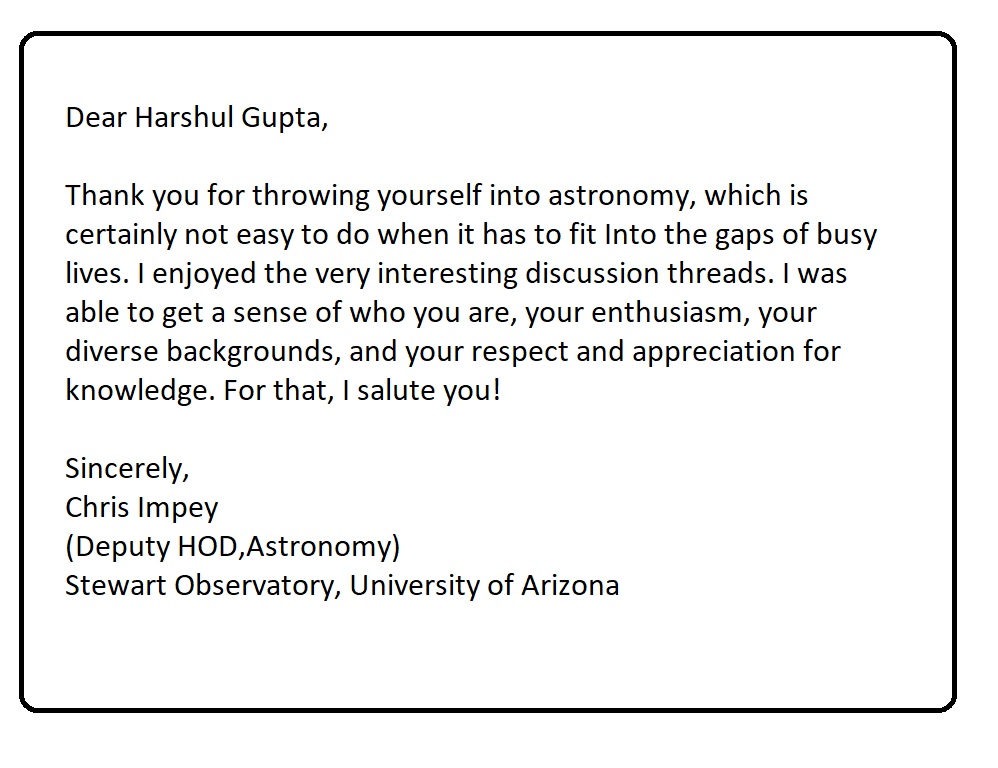 Dear Harshul Gupta,
Thank you for throwing yourself into astronomy, which is
certainly not easy to do when it has to fit Into the gaps of busy
lives. I enjoyed the very interesting discussion threads. I was
able to get a sense of who you are, your enthusiasm, your
diverse backgrounds, and your respect and appreciation for
knowledge. For that, I salute you!
Sincerely,
Chris Impey
(Deputy HOD,Astronomy)
Stewart Observatory, University of Arizona